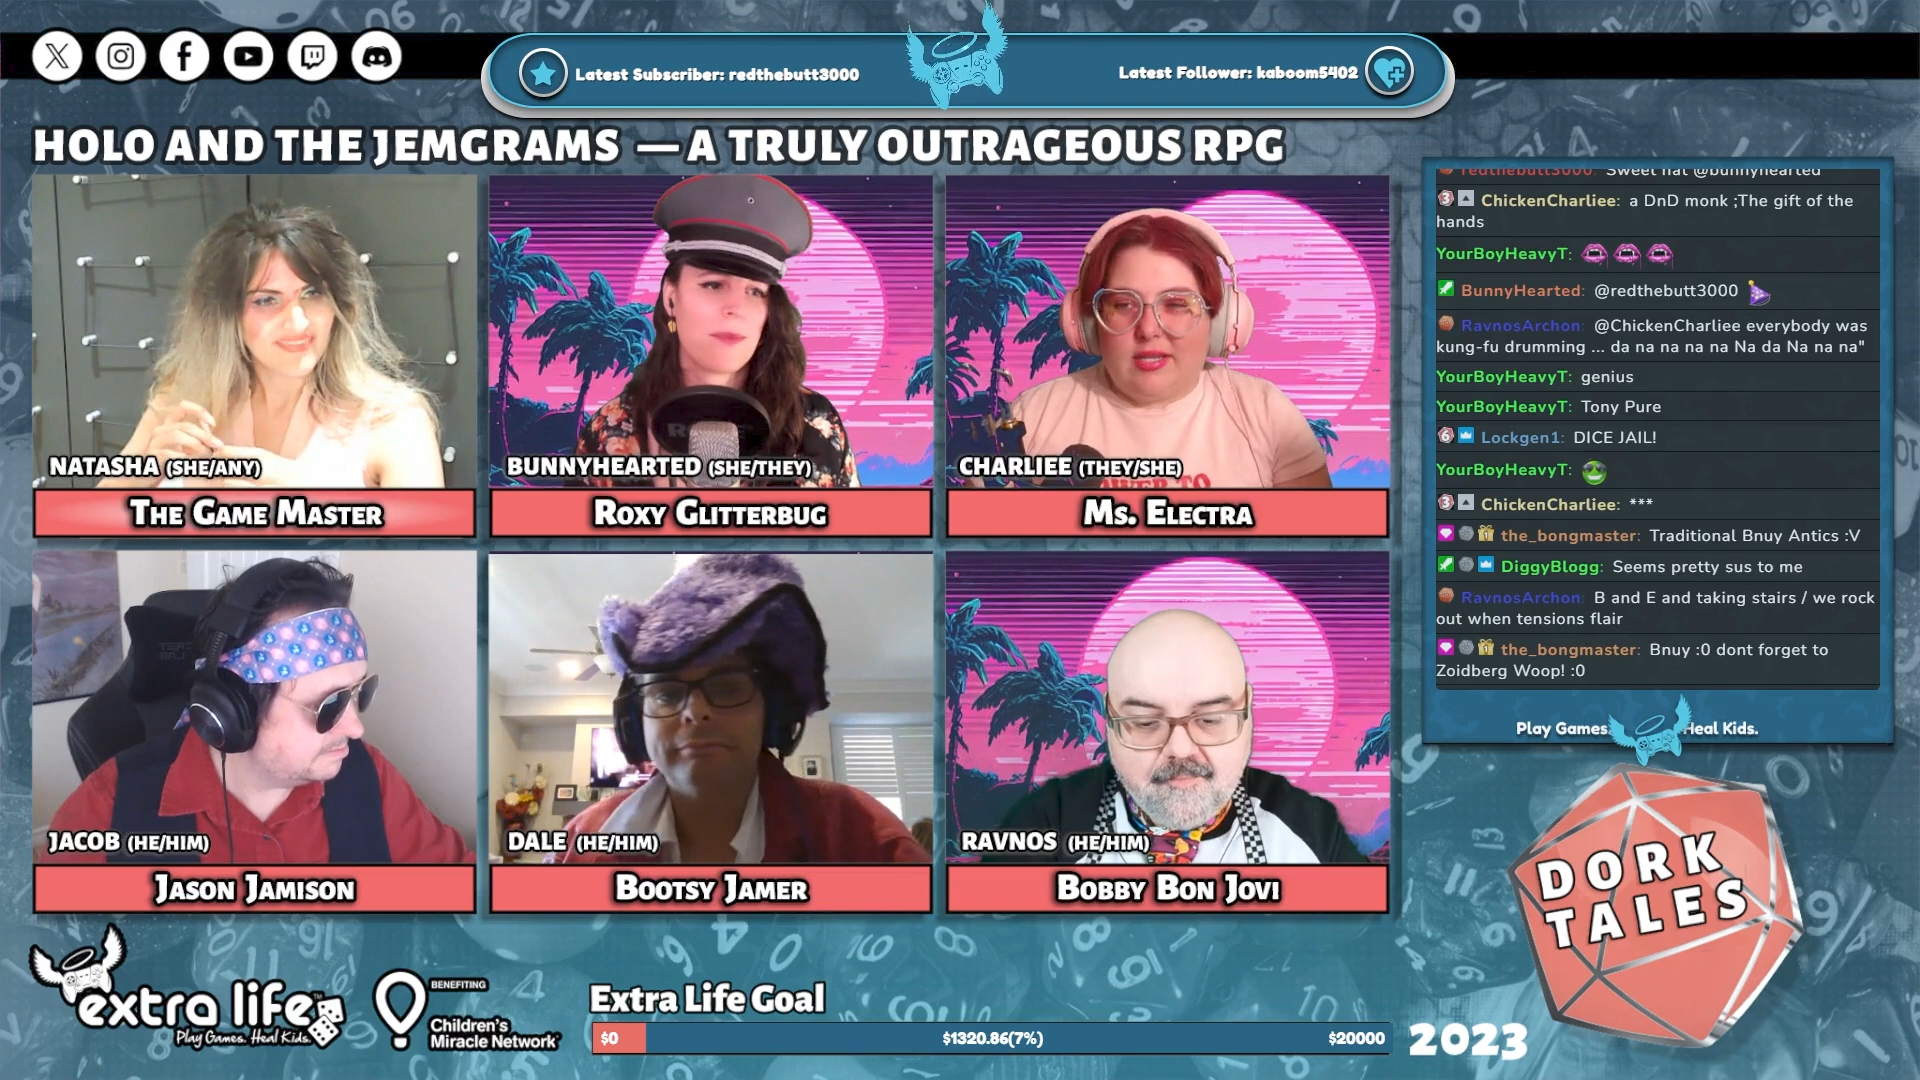 Latest Subscriber: redthebutt3000
Latest Follower: kaboom5402
HOLO AND THE JEMGRAMS — A TRULY OUTRAGEOUS RPG
NATASHA (SHE/ANY)
THE GAME MASTER
BUNNYHEARTED (SHE/THEY)
ROXY GLITTERBUG
CHARLIEE (THEY/SHE)
MS. ELECTRA
JACOB (HE/HIM)
JASON JAMISON
DALE (HE/HIM)
BOOTSY JAMER
RAVNOS (HE/HIM)
BOBBY BON JOVI
redthebutt3000: Sweet hat @bunnyhearted
ChickenCharliee: a DnD monk ;The gift of the
hands
YourBoyHeavyT:
BunnyHearted: @redthebutt3000
RavnosArchon: @ChickenCharliee everybody was
kung-fu drumming ... da na na na na Na da Na na na"
YourBoyHeavyT: genius
YourBoyHeavyT: Tony Pure
Lockgen1: DICE JAIL!
YourBoyHeavyT:
ChickenCharliee: ***
the_bongmaster: Traditional Bnuy Antics :V
DiggyBlogg: Seems pretty sus to me
RavnosArchon: B and E and taking stairs / we rock
out when tensions flair
the_bongmaster: Bnuy :0 dont forget to
Zoidberg Woop! :0
Play Games. Heal Kids.
DORK
TALES
extra life
Play Games. Heal Kids.
BENEFITING
Children's
Miracle Network
Extra Life Goal
$0 $1320.86(7%) $20000
2023